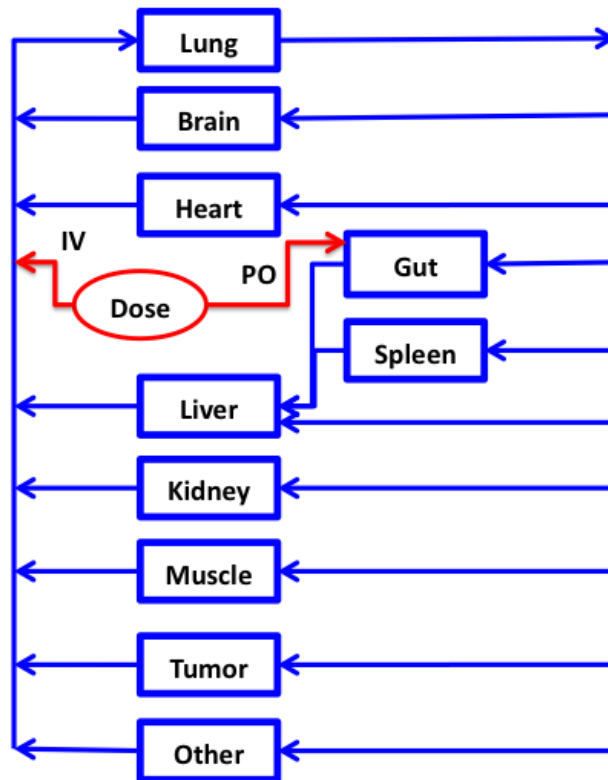 Lung
Brain
Heart
IV
PO
Gut
Dose
Spleen
Liver
Kidney
Muscle
Tumor
Other